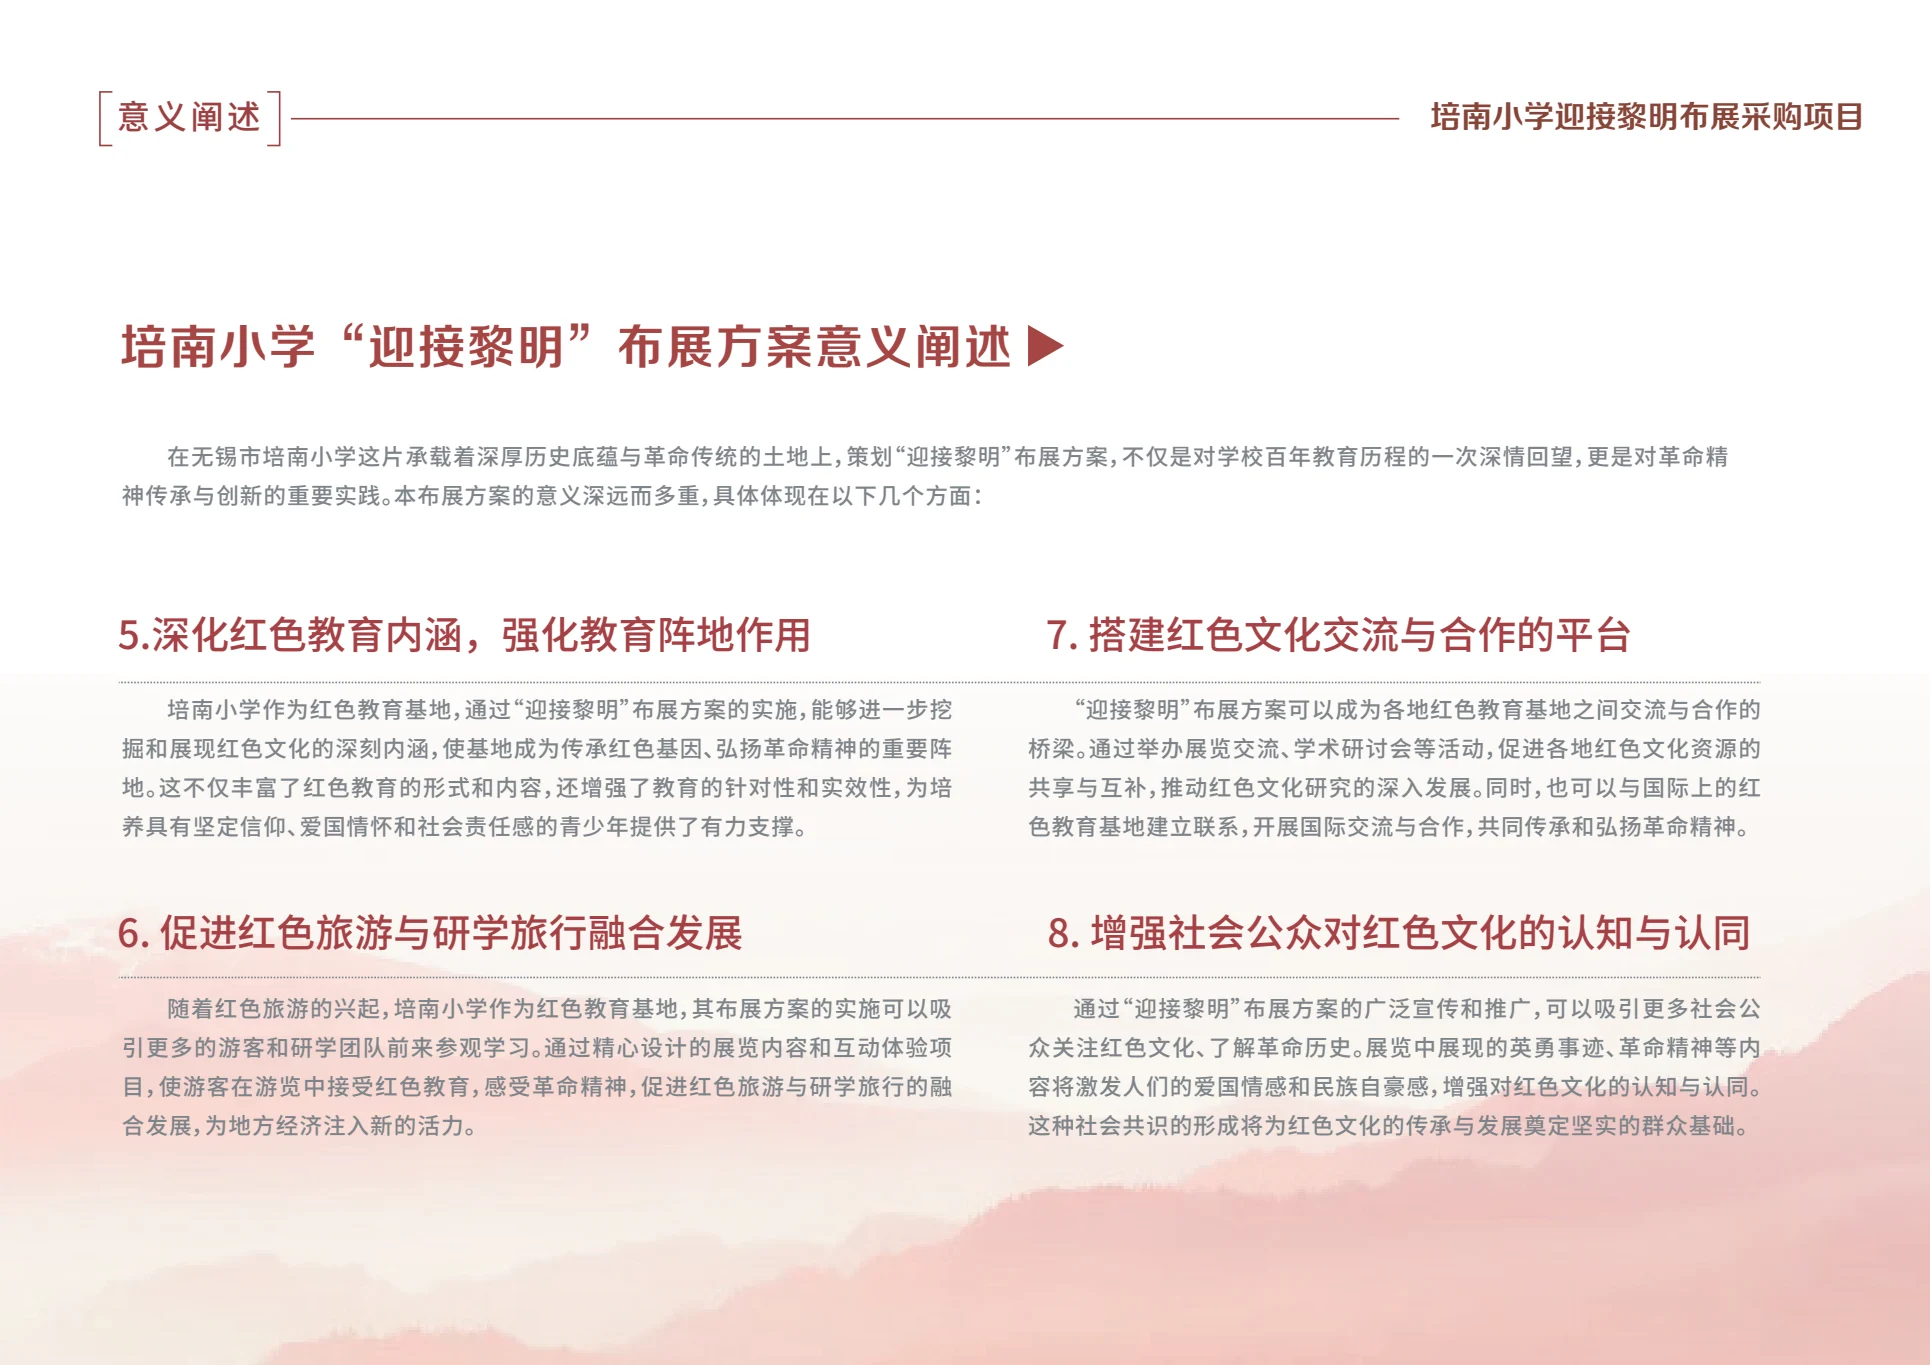 意义阐述
培南小学迎接黎明布展采购项目
培南小学“迎接黎明”布展方案意义阐述
在无锡市培南小学这片承载着深厚历史底蕴与革命传统的土地上，策划“迎接黎明”布展方案，不仅是对学校百年教育历程的一次深情回望，更是对革命精
神传承与创新的重要实践。本布展方案的意义深远而多重，具体体现在以下几个方面：
5.深化红色教育内涵，强化教育阵地作用
培南小学作为红色教育基地，通过“迎接黎明”布展方案的实施，能够进一步挖
掘和展现红色文化的深刻内涵，使基地成为传承红色基因、弘扬革命精神的重要阵
地。这不仅丰富了红色教育的形式和内容，还增强了教育的针对性和实效性，为培
养具有坚定信仰、爱国情怀和社会责任感的青少年提供了有力支撑。
6. 促进红色旅游与研学旅行融合发展
随着红色旅游的兴起，培南小学作为红色教育基地，其布展方案的实施可以吸
引更多的游客和研学团队前来参观学习。通过精心设计的展览内容和互动体验项
目，使游客在游览中接受红色教育，感受革命精神，促进红色旅游与研学旅行的融
合发展，为地方经济注入新的活力。
7. 搭建红色文化交流与合作的平台
“迎接黎明”布展方案可以成为各地红色教育基地之间交流与合作的
桥梁。通过举办展览交流、学术研讨会等活动，促进各地红色文化资源的
共享与互补，推动红色文化研究的深入发展。同时，也可以与国际上的红
色教育基地建立联系，开展国际交流与合作，共同传承和弘扬革命精神。
8. 增强社会公众对红色文化的认知与认同
通过“迎接黎明”布展方案的广泛宣传和推广，可以吸引更多社会公
众关注红色文化、了解革命历史。展览中展现的英勇事迹、革命精神等内
容将激发人们的爱国情感和民族自豪感，增强对红色文化的认知与认同。
这种社会共识的形成将为红色文化的传承与发展奠定坚实的群众基础。